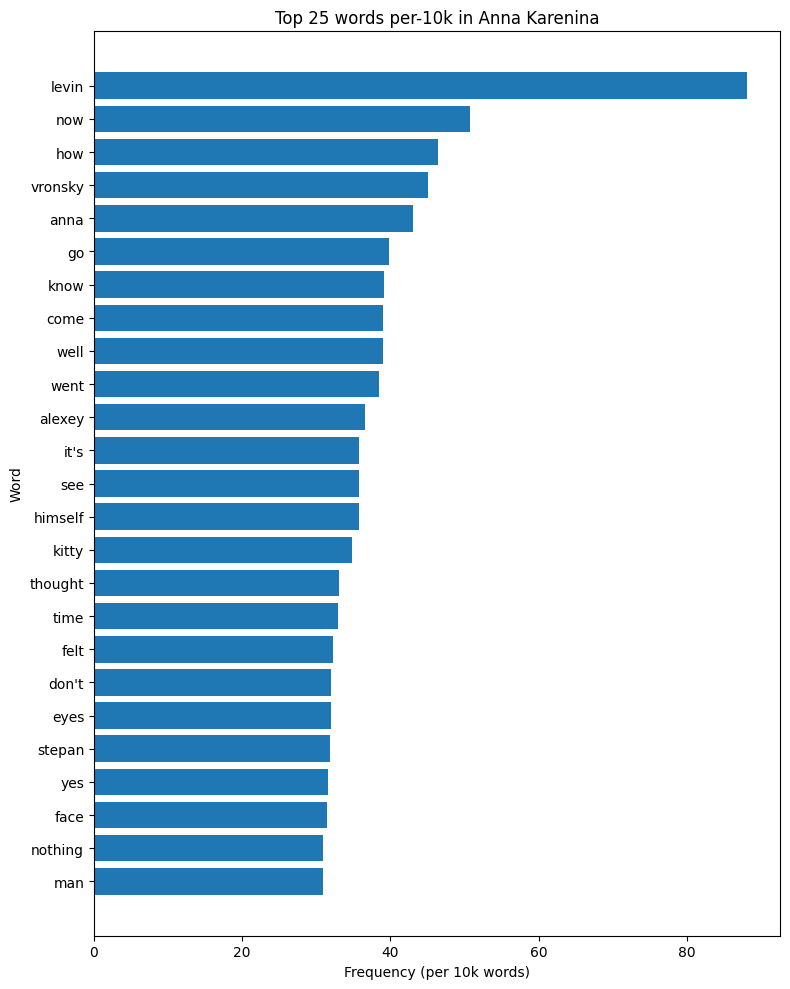 Top 25 words per-10k in Anna Karenina
levin
now
how
vronsky
anna
go
know
come
well
went
alexey
it's
see
himself
kitty
thought
time
felt
don't
eyes
stepan
yes
face
nothing
man
Word
0 20 40 60 80
Frequency (per 10k words)